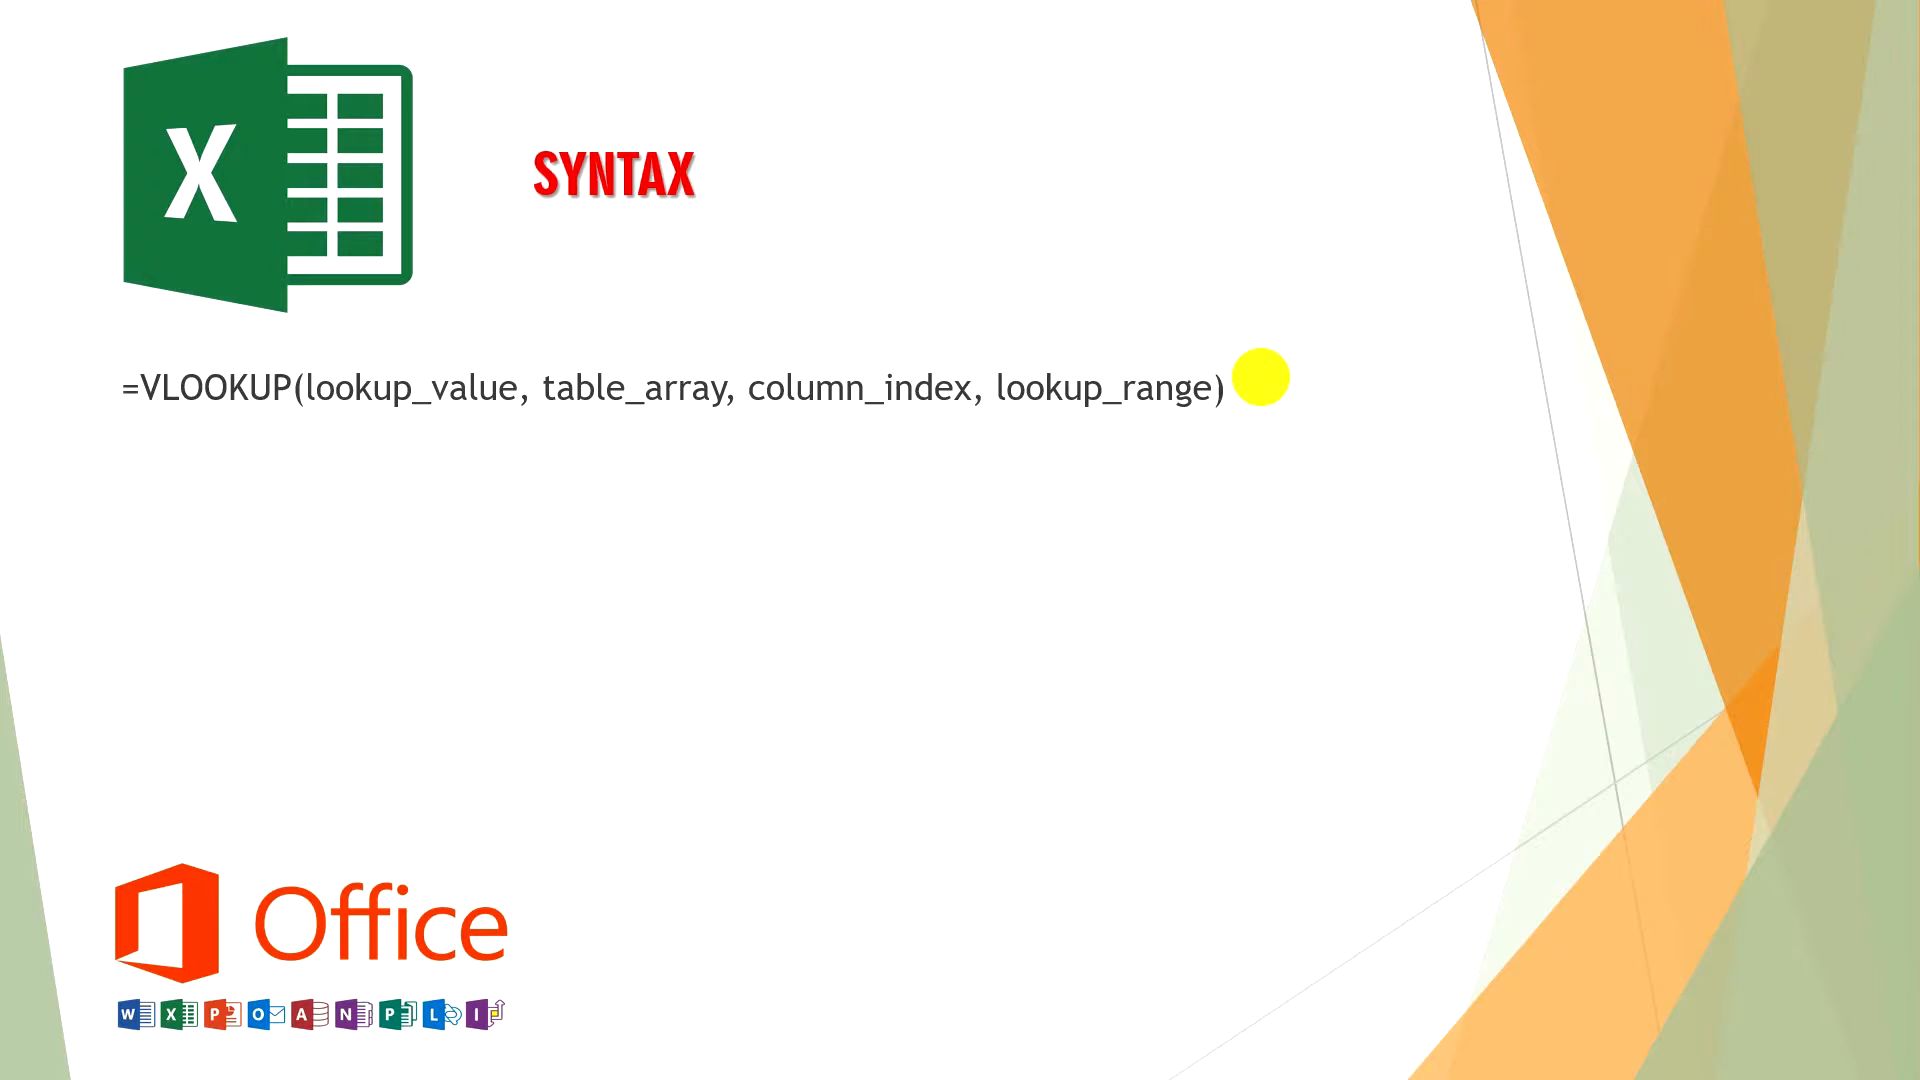 X
SYNTAX
=VLOOKUP(lookup_value, table_array, column_index, lookup_range)
Office
W X P O A N P L I